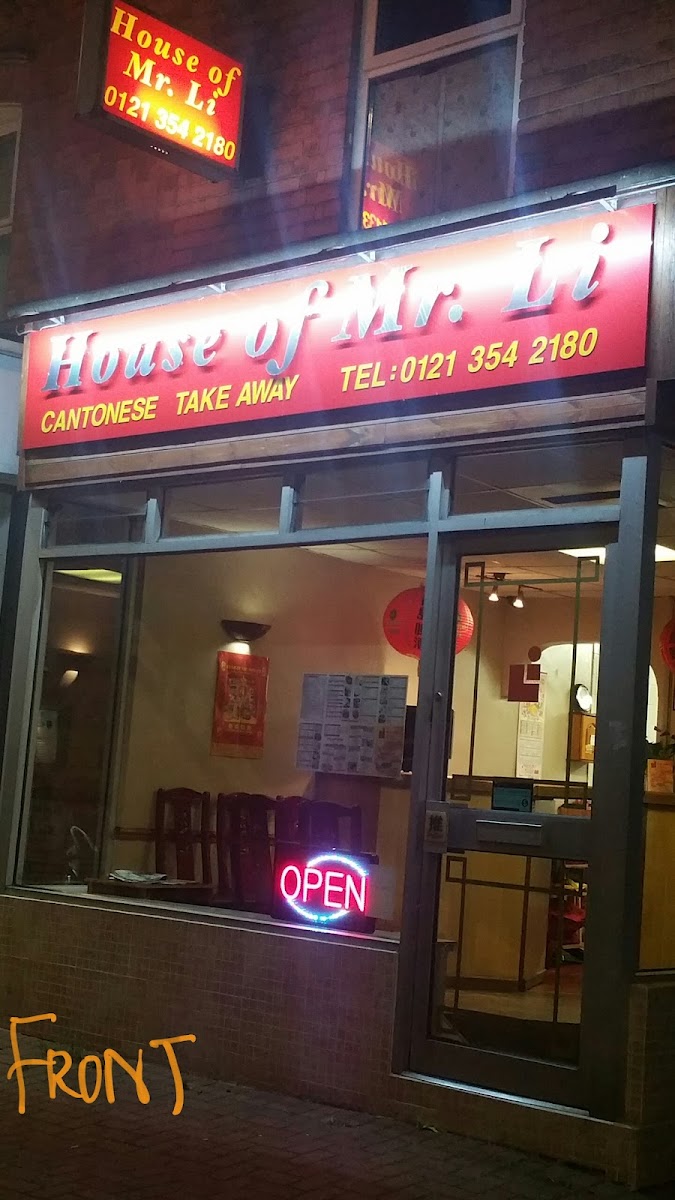 House of
Mr. Li
0121 354 2180
House of Mr. Li
CANTONESE TAKE AWAY TEL: 0121 354 2180
OPEN
FRONT